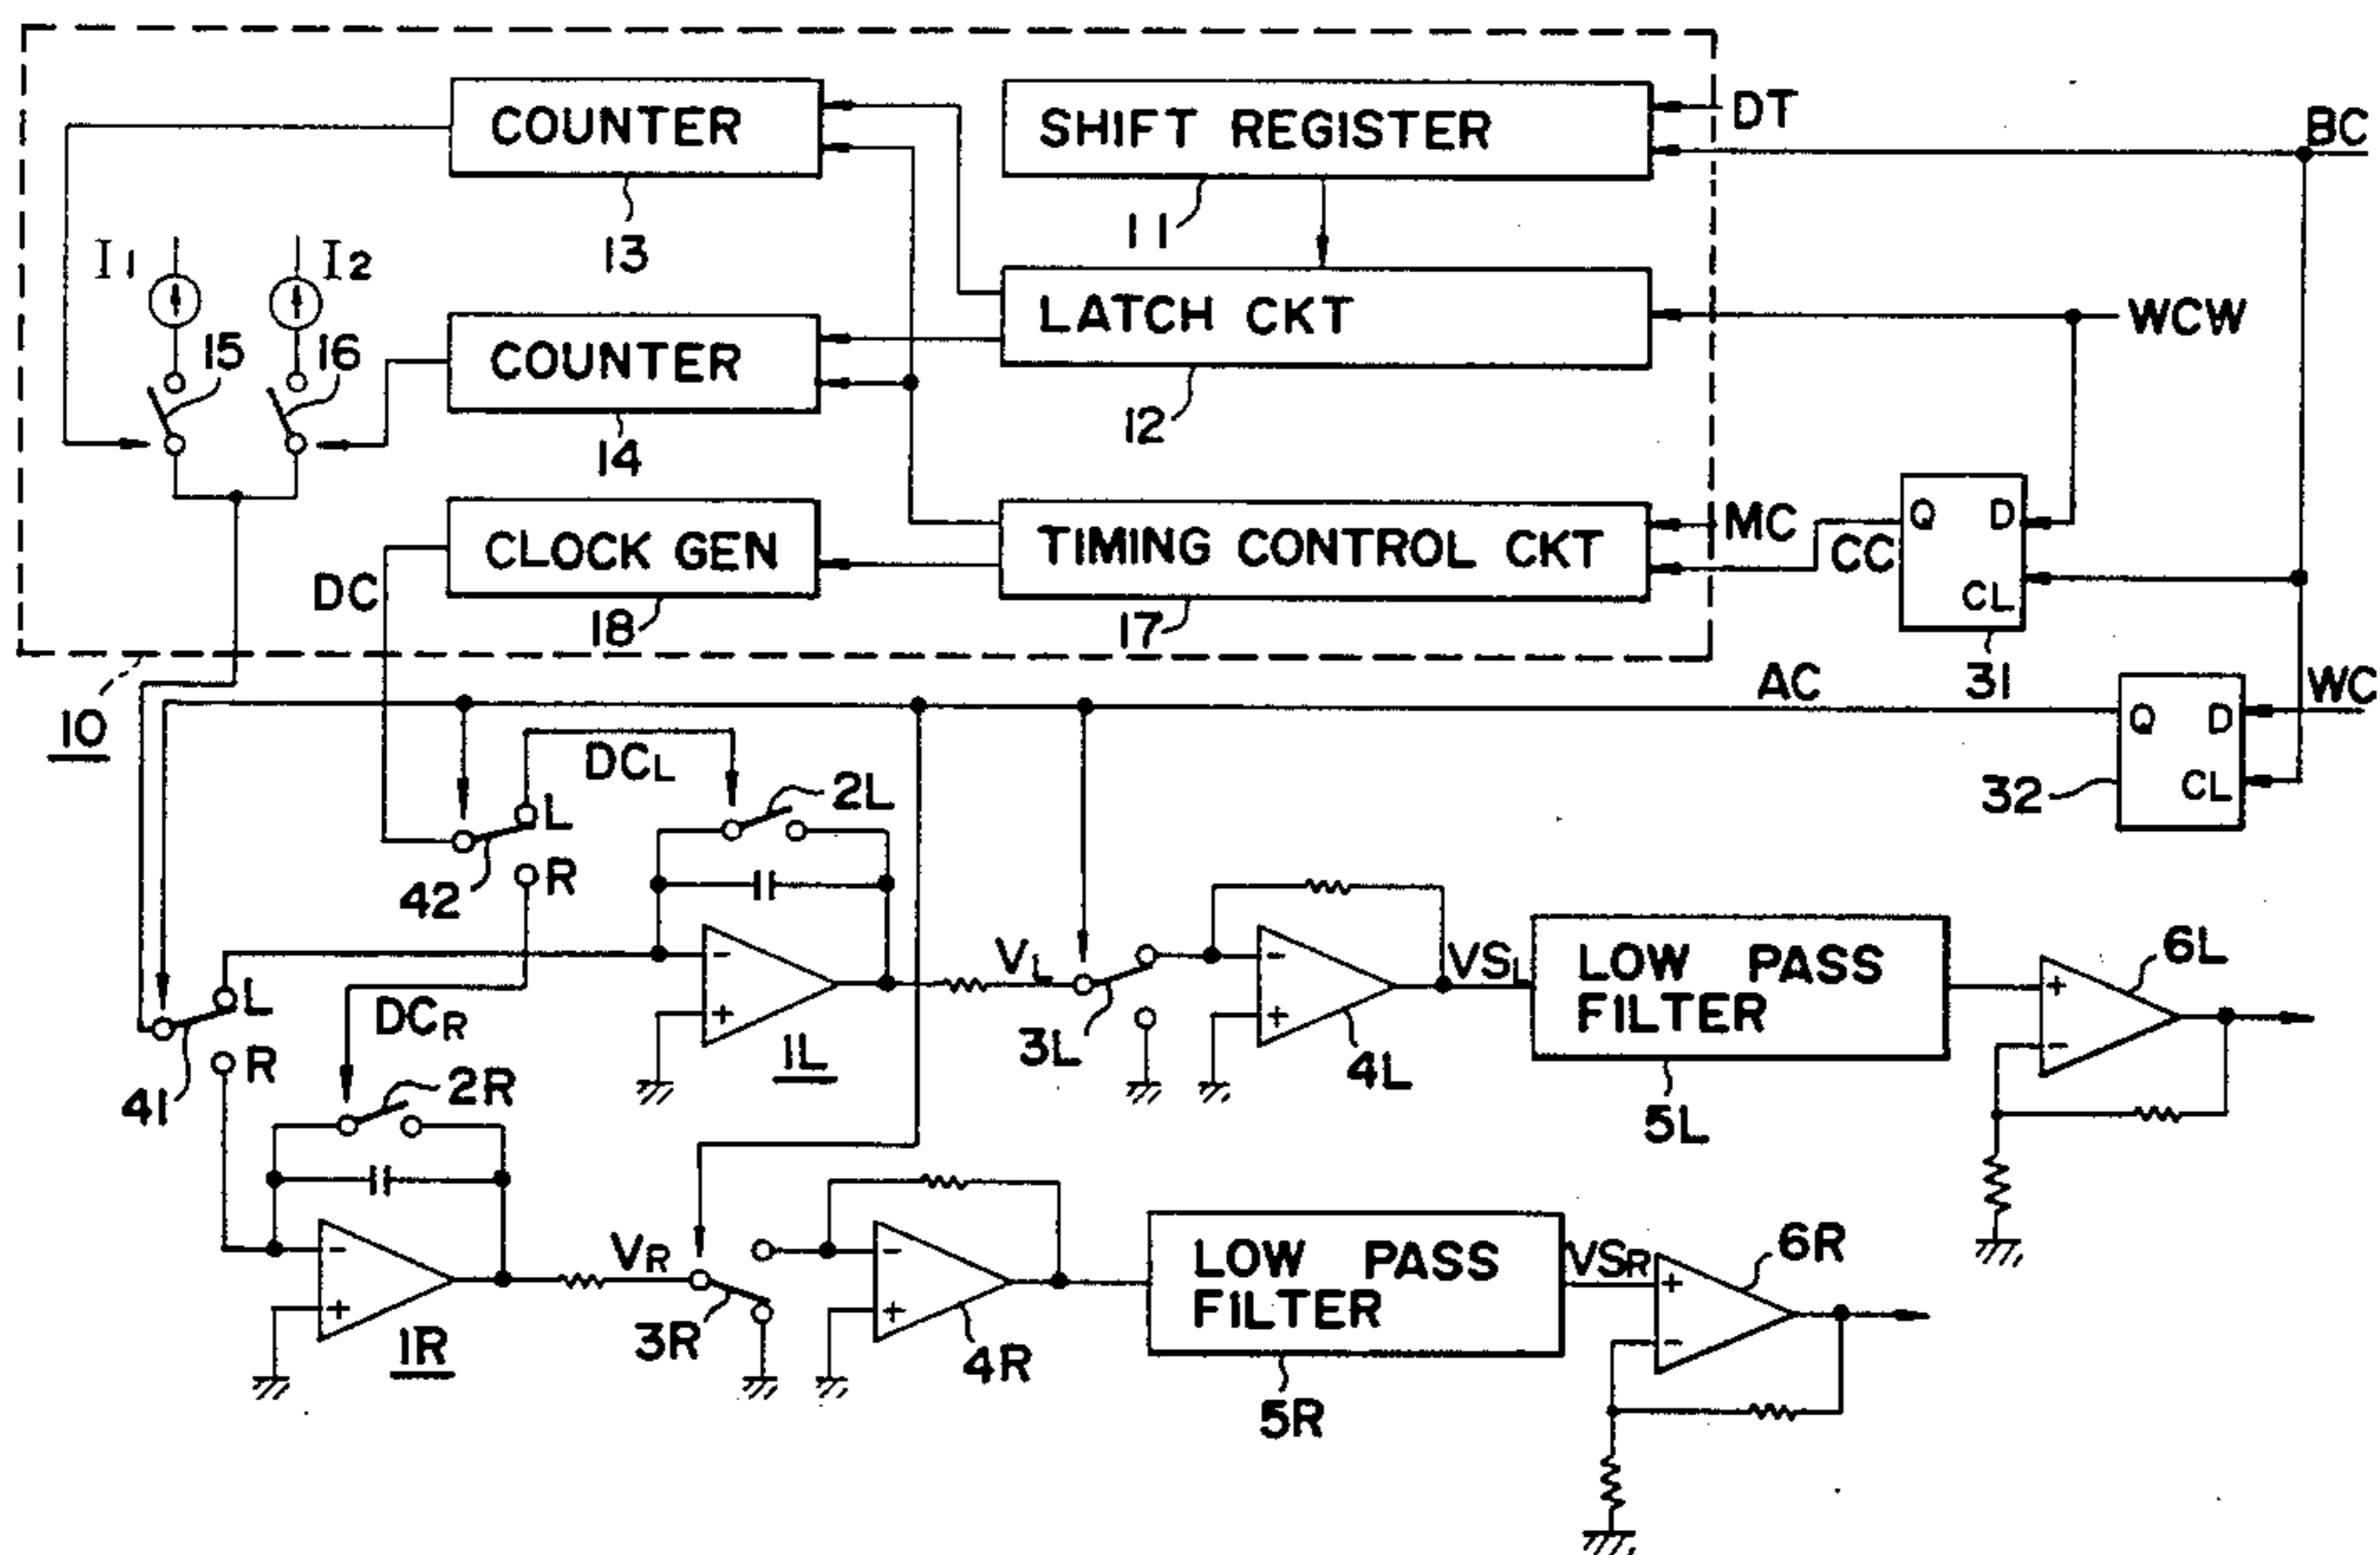 COUNTER
SHIFT REGISTER
DT
BC
13
11
I1
I2
15
16
COUNTER
LATCH CKT
WCW
14
12
CLOCK GEN
TIMING CONTROL CKT
MC
CC
Q D
CL
DC
18
17
31
10
AC
WC
Q D
CL
32
DCL
2L
L
R
42
L
R
41
DCR
-
+
1L
VL
3L
-
+
4L
VSL
LOW PASS
FILTER
5L
6L
+
-
2R
-
+
1R
VR
3R
-
+
4R
LOW PASS
FILTER
5R
VSR
6R
+
-